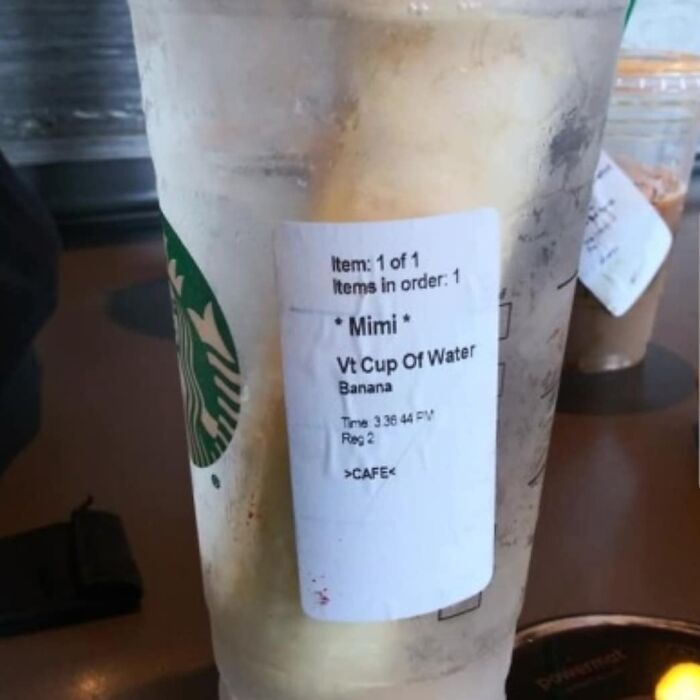 Item: 1 of 1
Items in order: 1
* Mimi *
Vt Cup Of Water
Banana
Time 3:36:44 PM
Reg 2
>CAFE<
powermat